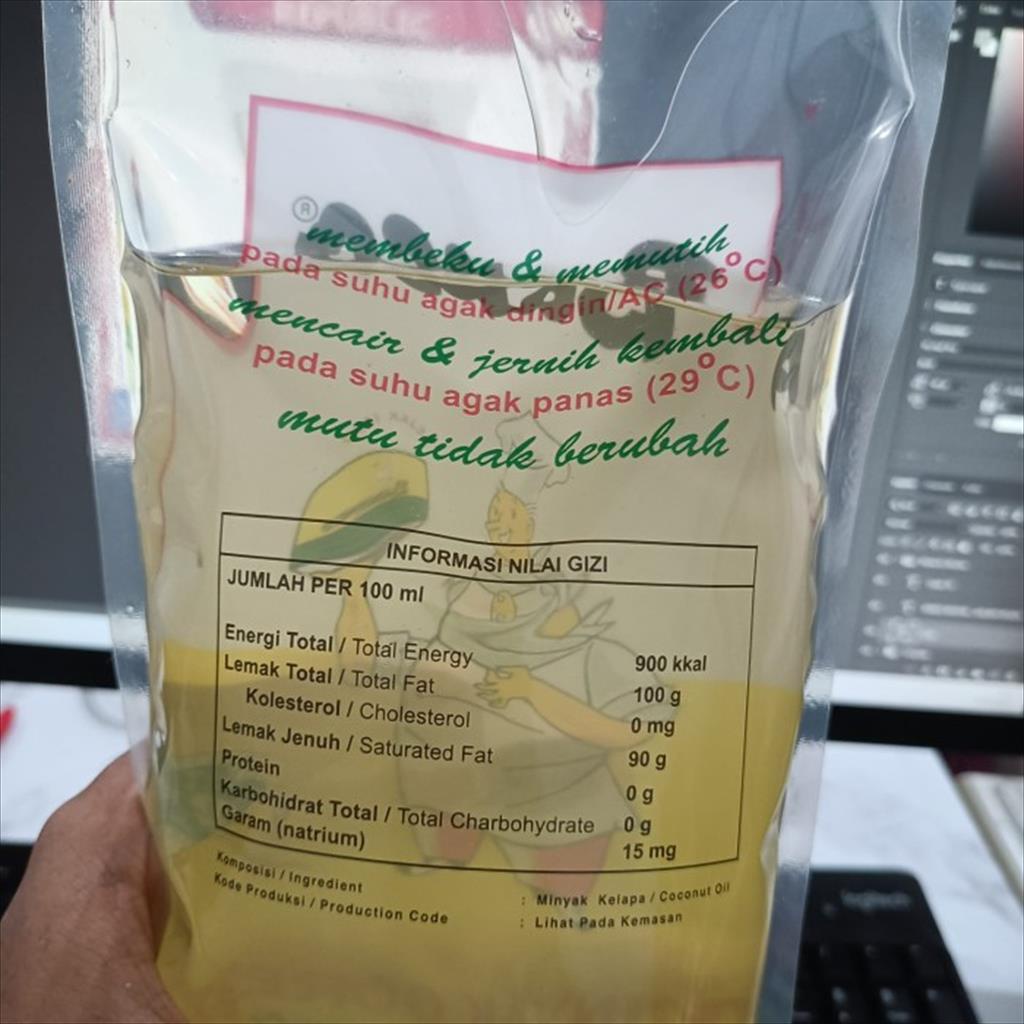 ®
membeku & memutih
pada suhu agak dingin/AC (26°C)
mencair & jernih kembali
pada suhu agak panas (29°C)
mutu tidak berubah
INFORMASI NILAI GIZI
JUMLAH PER 100 ml
Energi Total / Total Energy 900 kkal
Lemak Total / Total Fat 100 g
Kolesterol / Cholesterol 0 mg
Lemak Jenuh / Saturated Fat 90 g
Protein 0 g
Karbohidrat Total / Total Charbohydrate 0 g
Garam (natrium) 15 mg
Komposisi / Ingredient : Minyak Kelapa / Coconut Oil
Kode Produksi / Production Code : Lihat Pada Kemasan
logitech